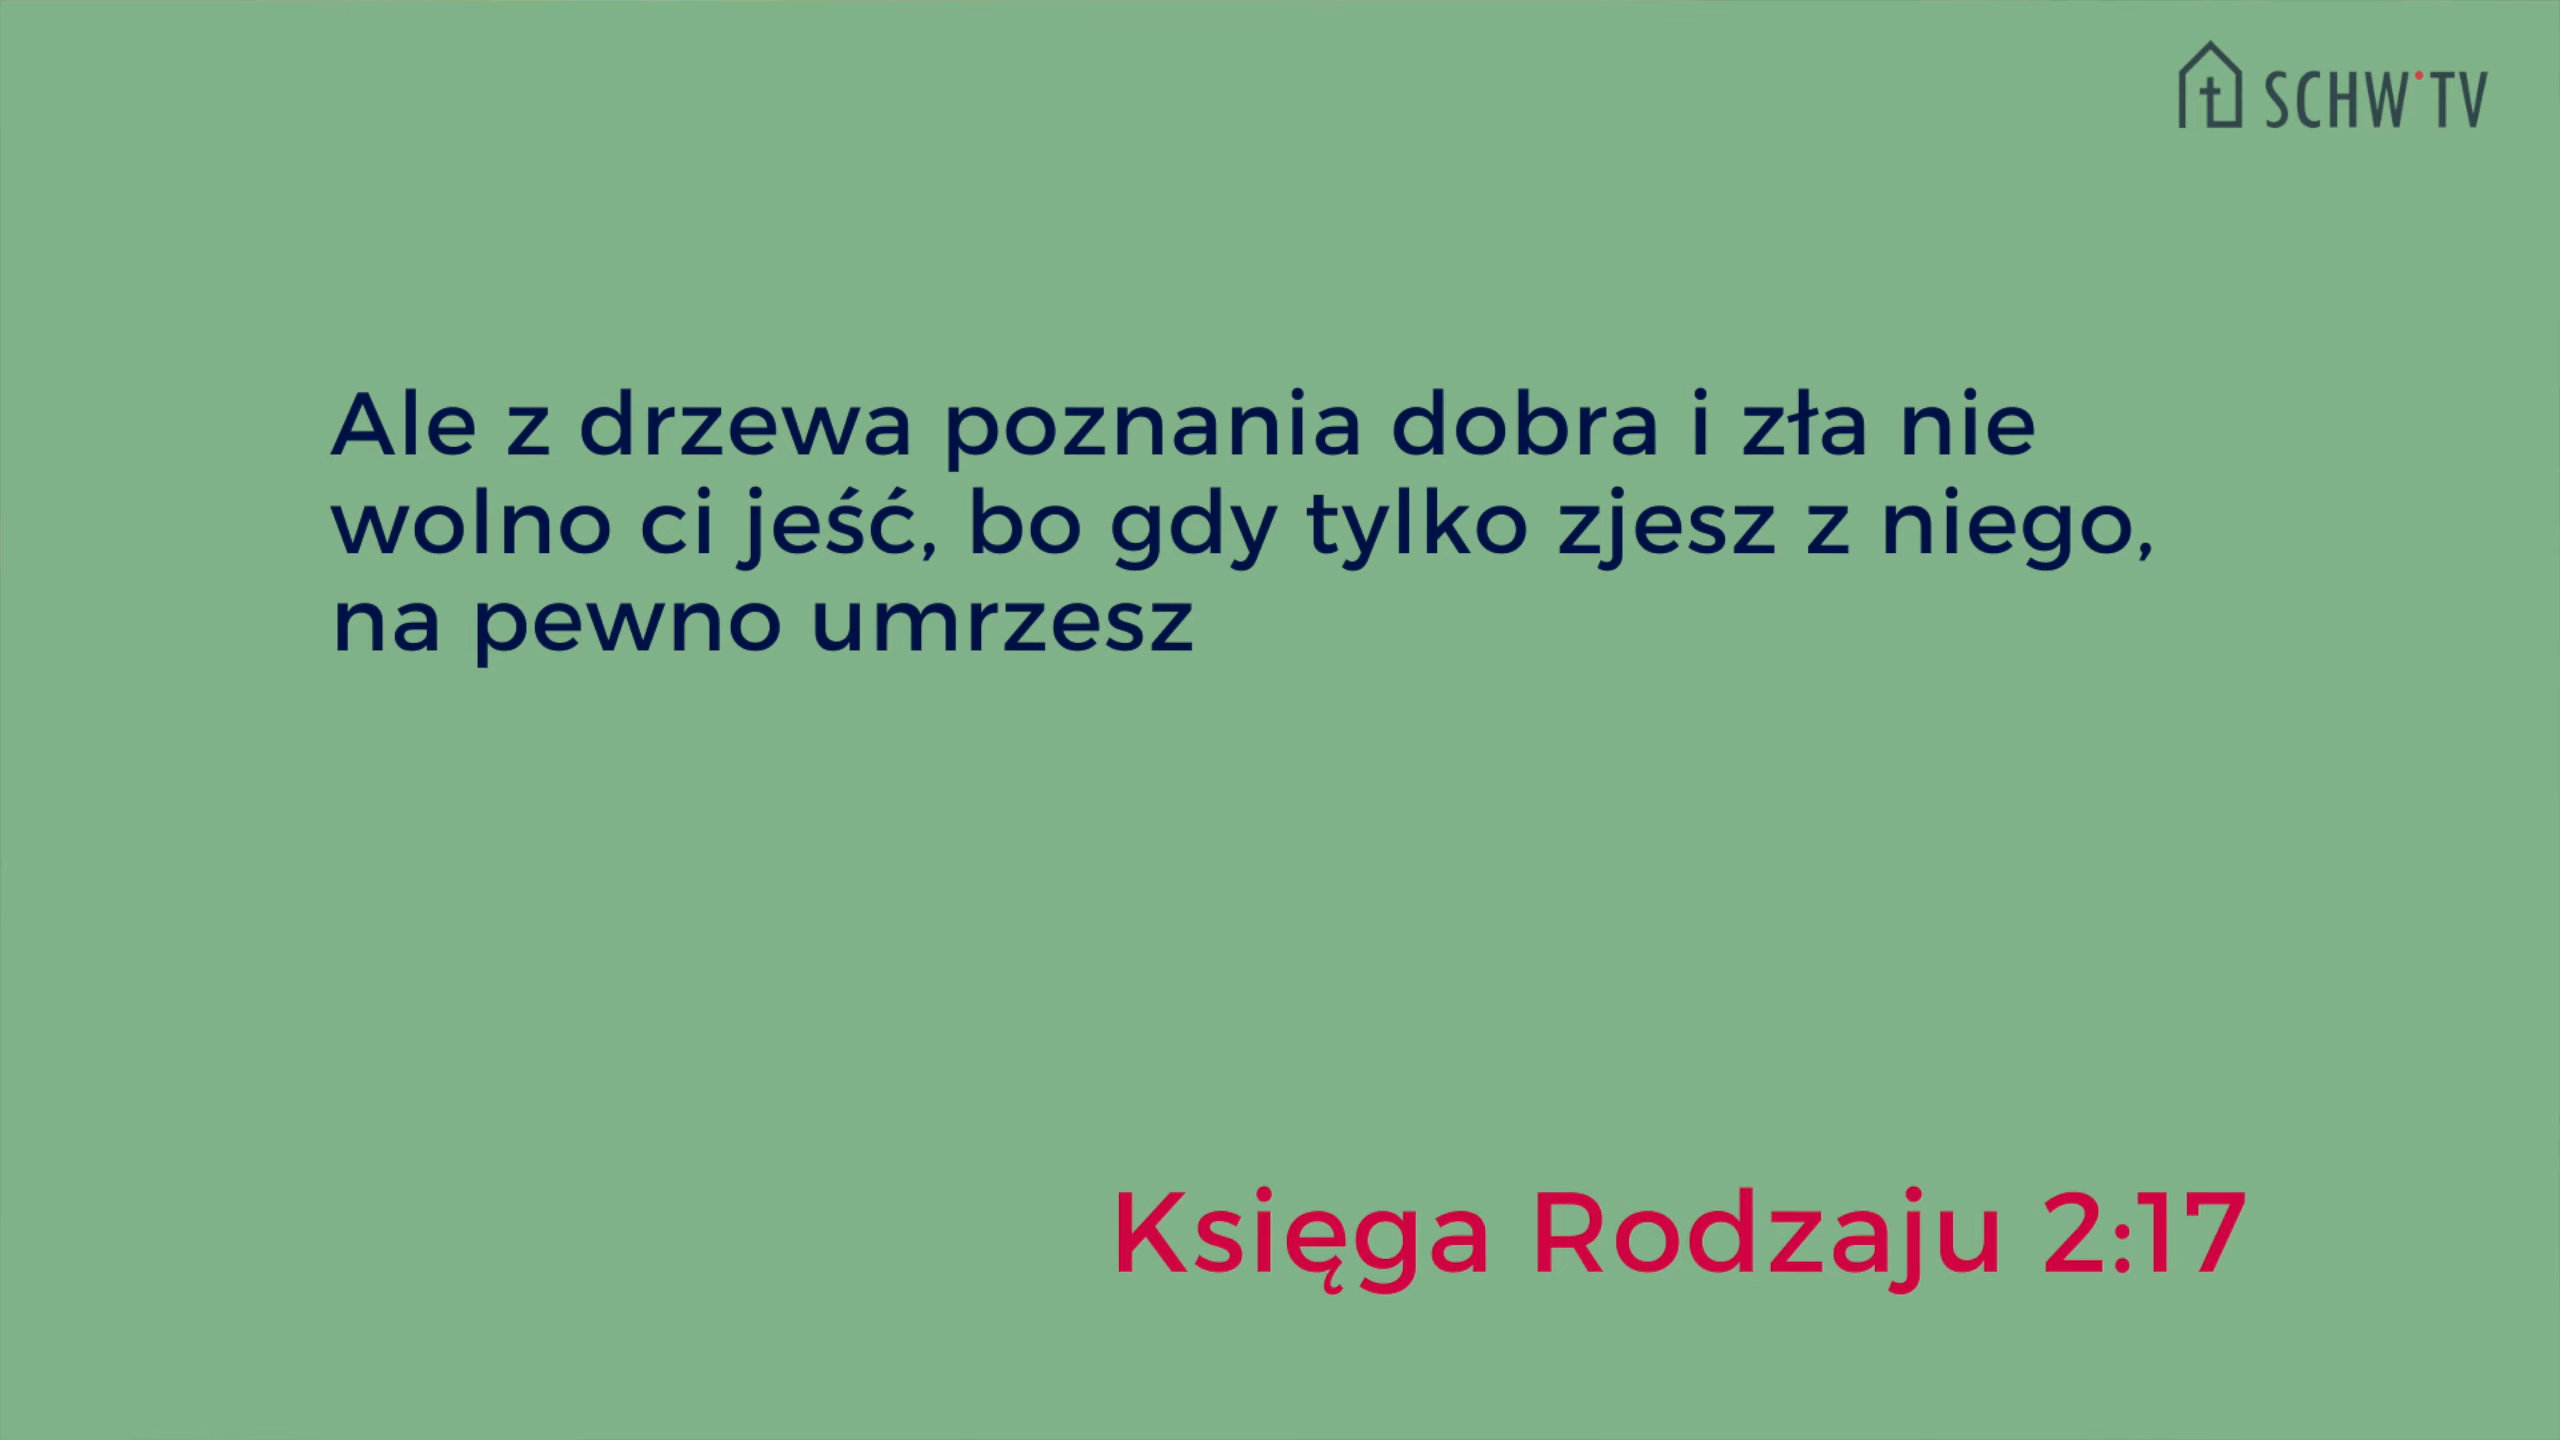 SCHW TV
Ale z drzewa poznania dobra i zła nie
wolno ci jeść, bo gdy tylko zjesz z niego,
na pewno umrzesz
Księga Rodzaju 2:17